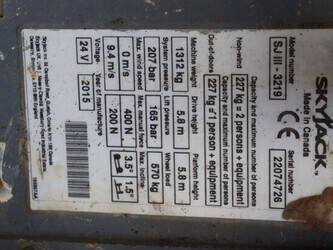 SKYJACK
Made in Canada
CE
Model number
SJ III - 3219
Serial number
22074726
Capacity and maximum number of persons
Non-wind
227 kg = 2 persons + equipment
Capacity and maximum number of persons
Out-of-doors
227 kg = 1 person + equipment
Machine weight
1312 kg
Drive height
5.8 m
Platform height
5.8 m
System pressure
207 bar
Lift pressure
165 bar
Max. wheel load
570 kg
Max. wind speed
0 m/s
9.4 m/s
400 N
200 N
3.5°
1.5°
1.5°
Voltage
24 V
Year of manufacture
2015